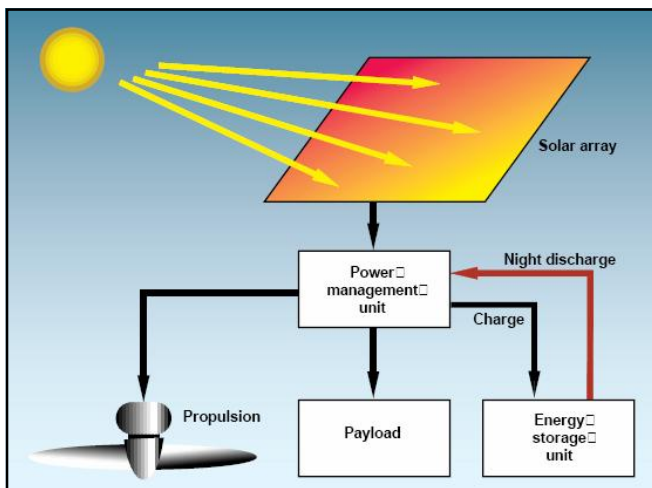 Solar array
Power
management
unit
Night discharge
Charge
Propulsion
Payload
Energy
storage
unit